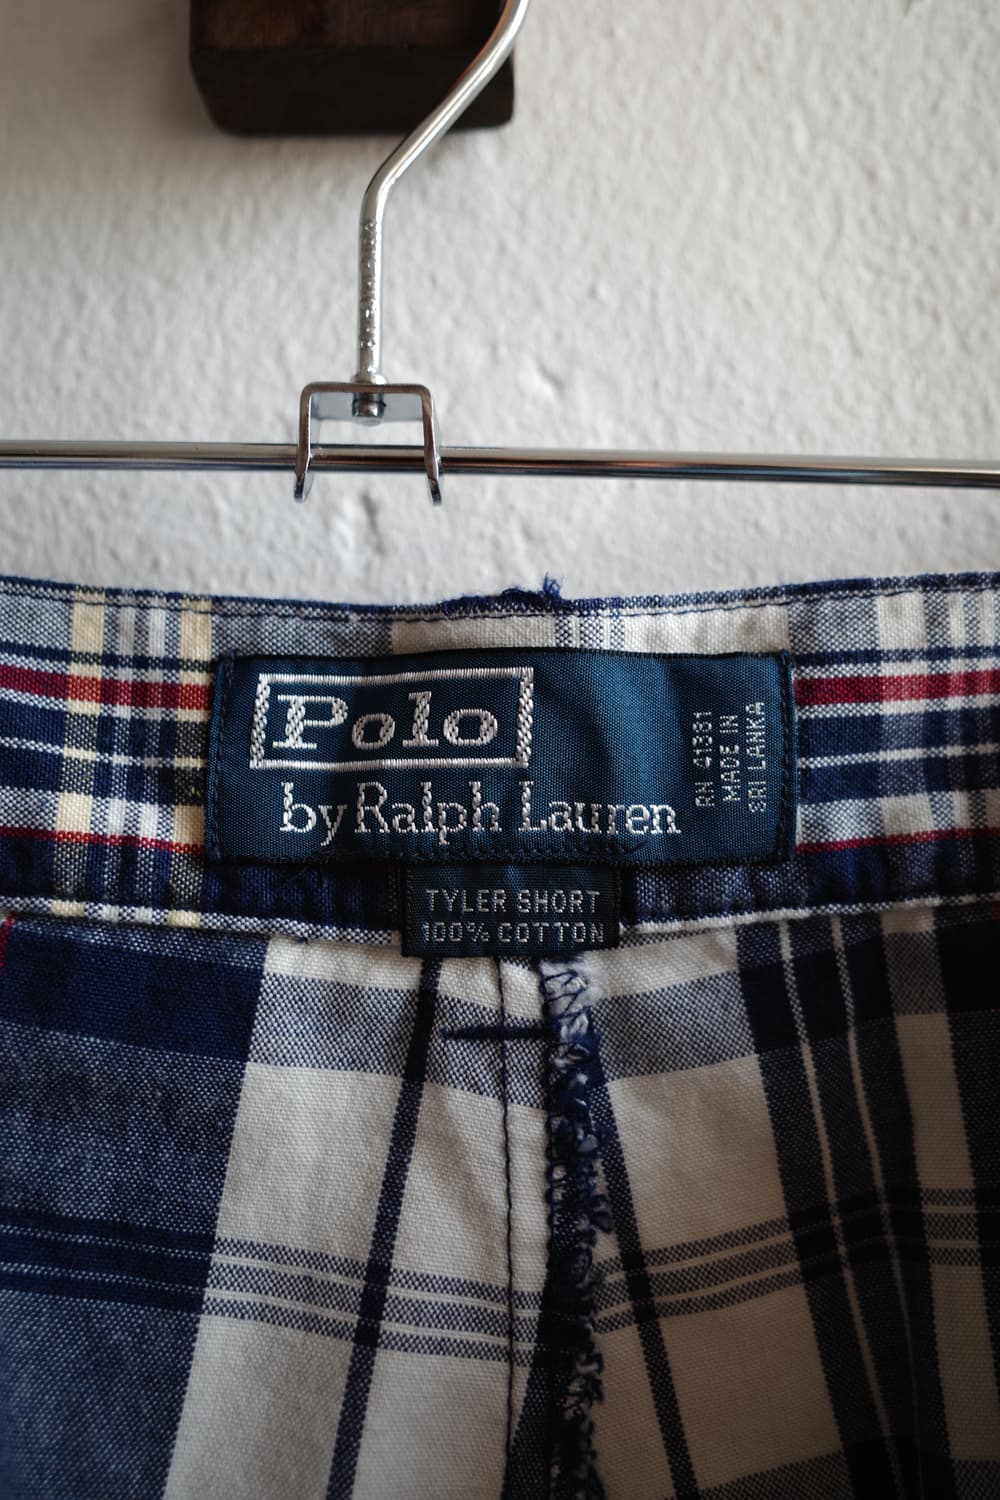 Polo
by Ralph Lauren
RN 41381
MADE IN
SRI LANKA
TYLER SHORT
100% COTTON